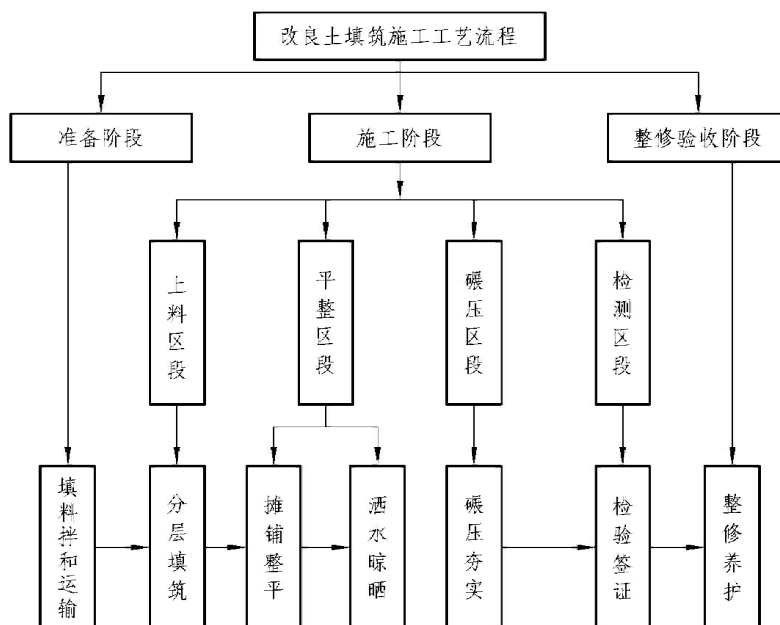 改良土填筑施工工艺流程
准备阶段
施工阶段
整修验收阶段
上料区段
平整区段
碾压区段
检测区段
填料拌和运输
分层填筑
摊铺整平
洒水晾晒
碾压夯实
检验签证
整修养护